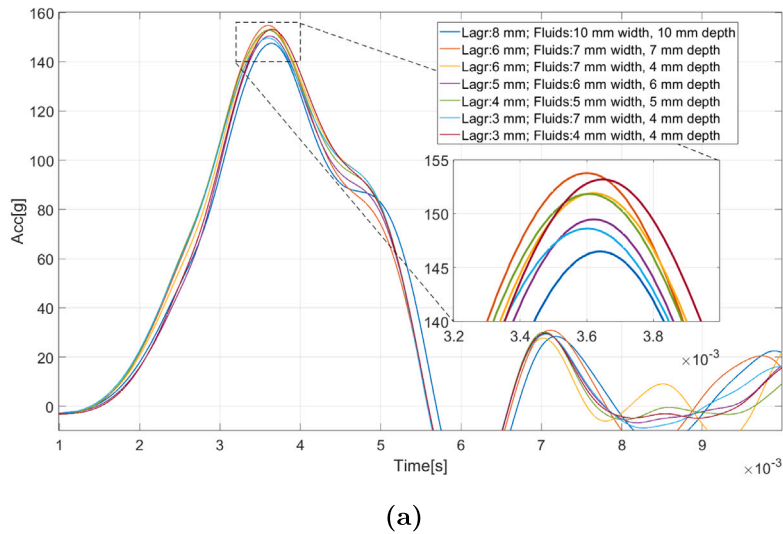 160
140
120
100
80
60
40
20
0
Acc[g]
Lagr:8 mm; Fluids:10 mm width, 10 mm depth
Lagr:6 mm; Fluids:7 mm width, 7 mm depth
Lagr:6 mm; Fluids:7 mm width, 4 mm depth
Lagr:5 mm; Fluids:6 mm width, 6 mm depth
Lagr:4 mm; Fluids:5 mm width, 5 mm depth
Lagr:3 mm; Fluids:7 mm width, 4 mm depth
Lagr:3 mm; Fluids:4 mm width, 4 mm depth
155
150
145
140
3.2 3.4 3.6 3.8
×10⁻³
1 2 3 4 5 6 7 8 9
Time[s]
×10⁻³
(a)